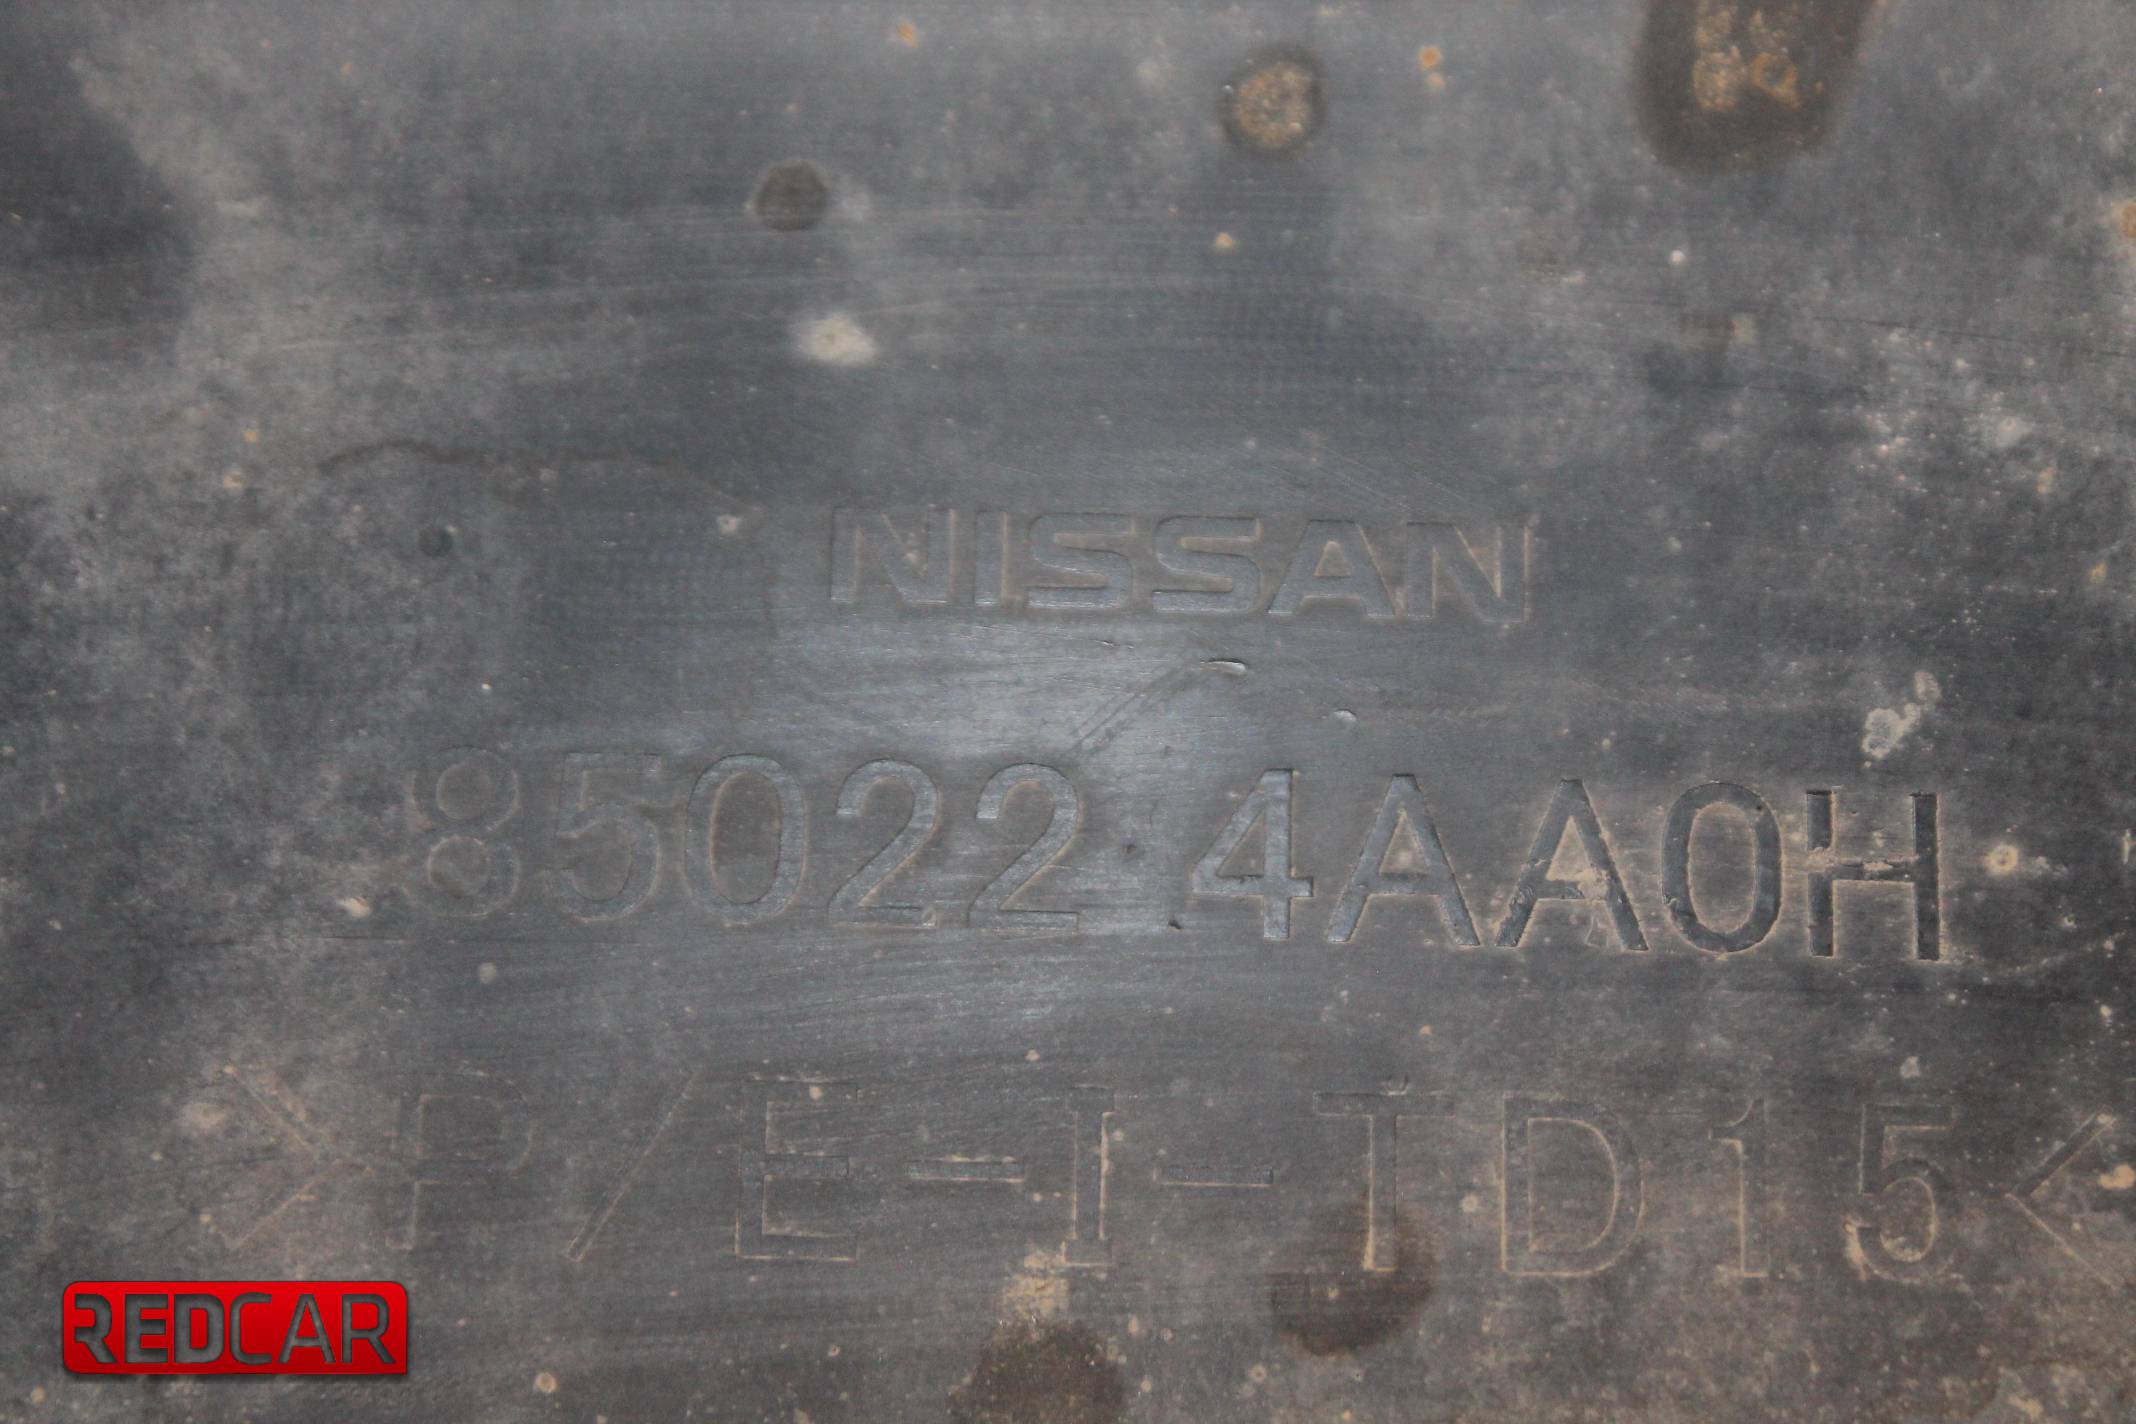 NISSAN
85022 4AA0H
>P/E-I-TD15<
REDCAR